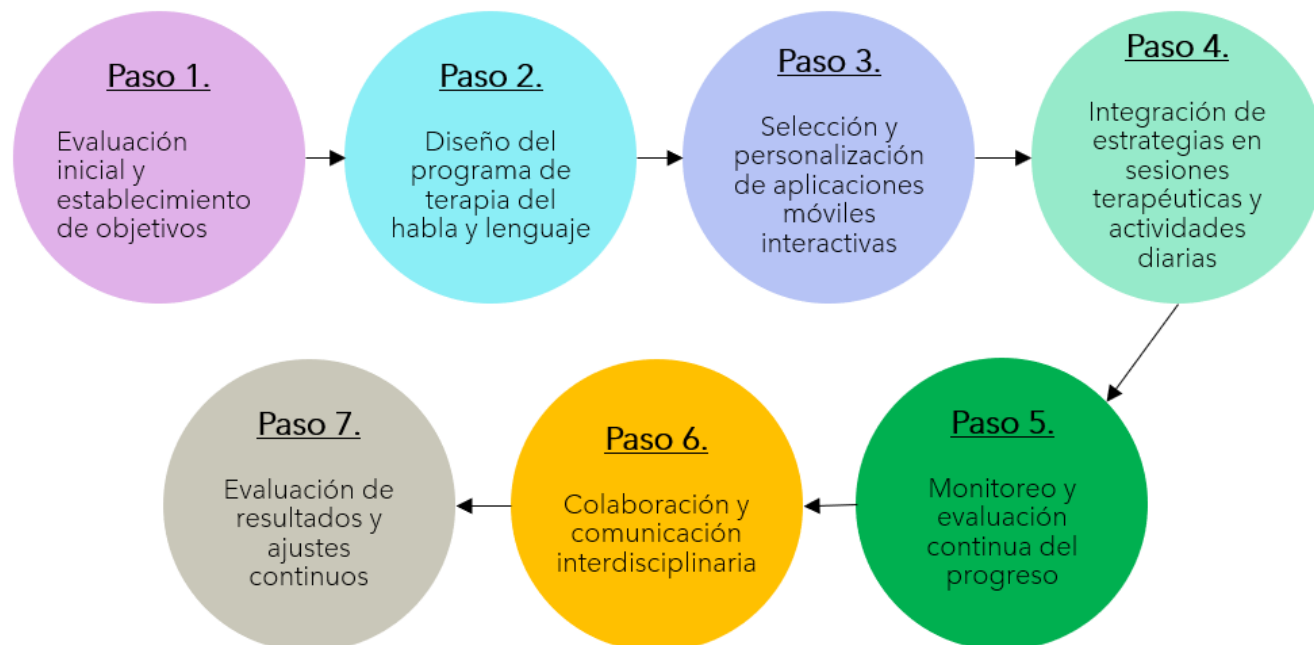 Paso 1.
Evaluación
inicial y
establecimiento
de objetivos
Paso 2.
Diseño del
programa de
terapia del
habla y lenguaje
Paso 3.
Selección y
personalización
de aplicaciones
móviles
interactivas
Paso 4.
Integración de
estrategias en
sesiones
terapéuticas y
actividades
diarias
Paso 5.
Monitoreo y
evaluación
continua del
progreso
Paso 6.
Colaboración y
comunicación
interdisciplinaria
Paso 7.
Evaluación de
resultados y
ajustes
continuos